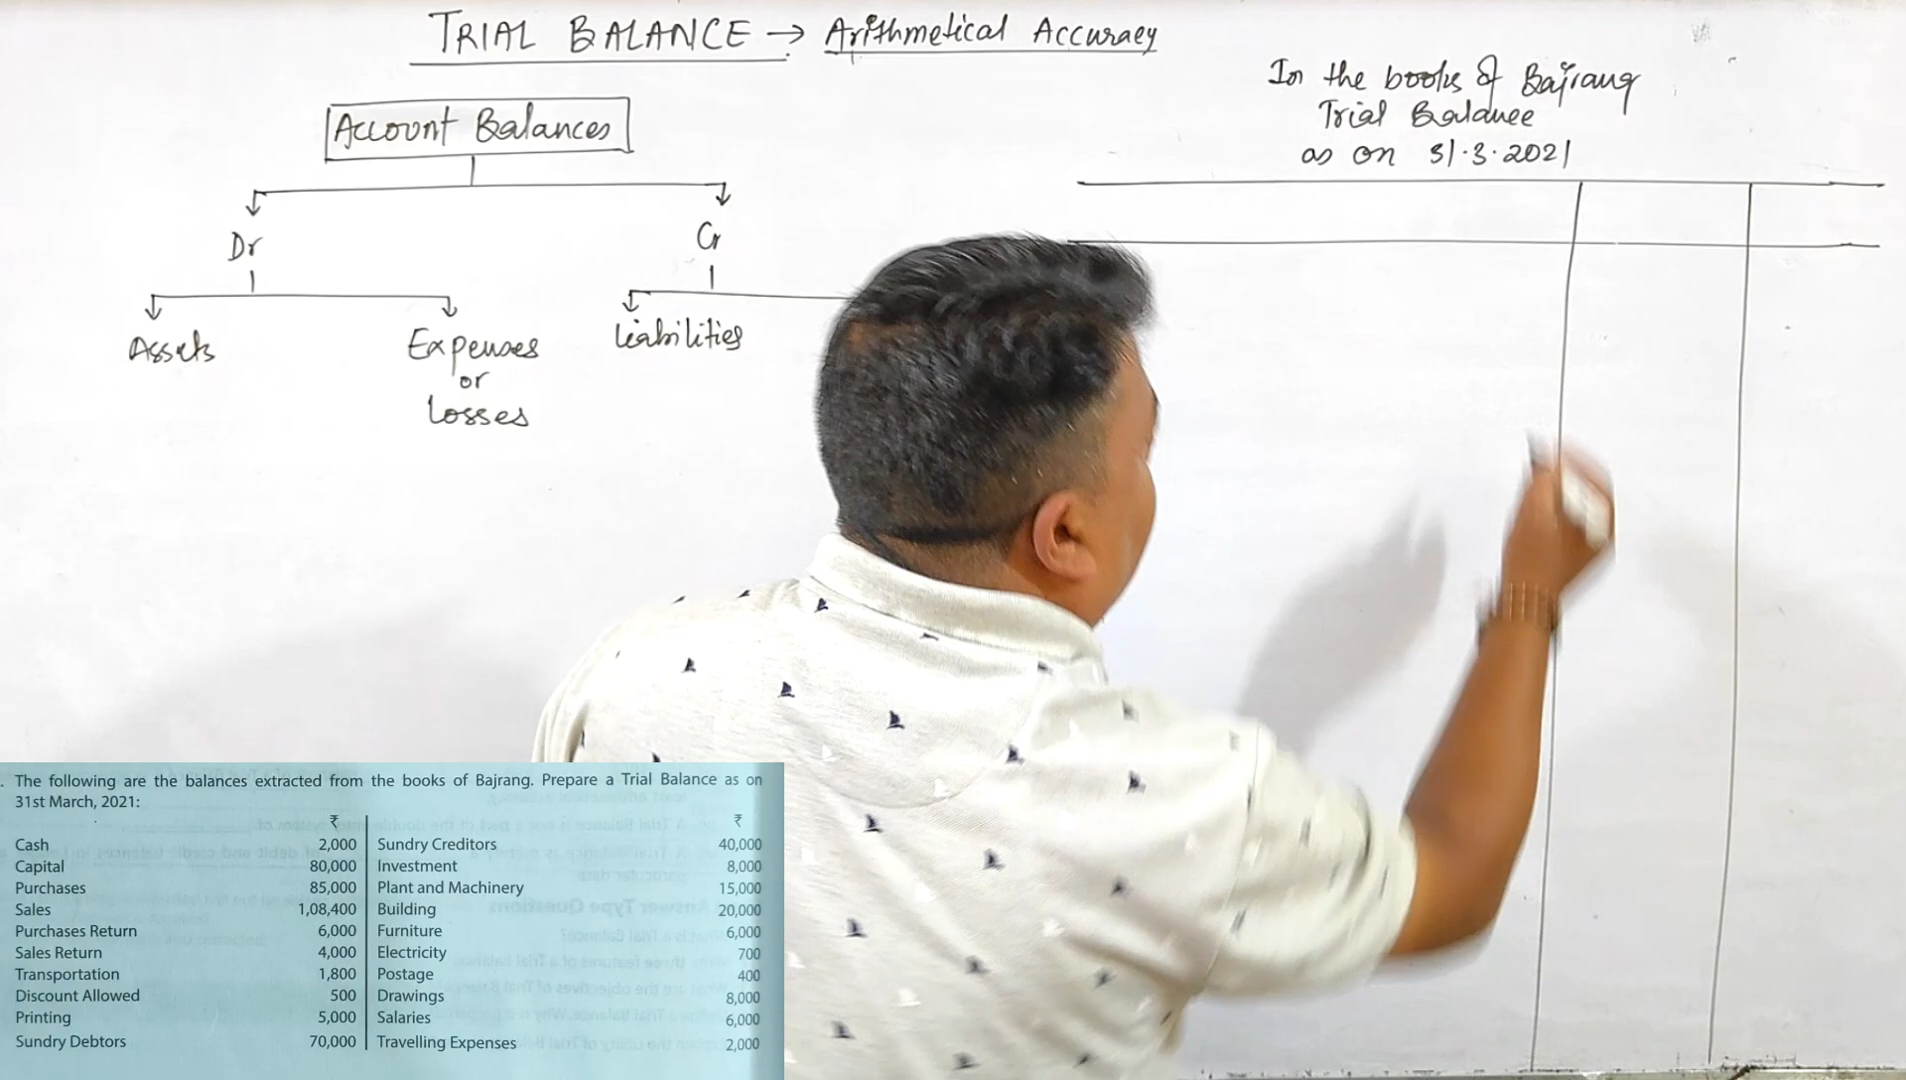 TRIAL BALANCE → Arithmetical Accuracy
Account Balances
Dr
Cr
Assets
Expenses
or
Losses
Liabilities
In the books of Bajrang
Trial Balance
as on 31.3.2021
The following are the balances extracted from the books of Bajrang. Prepare a Trial Balance as on
31st March, 2021:
₹ ₹
Cash 2,000 Sundry Creditors 40,000
Capital 80,000 Investment 8,000
Purchases 85,000 Plant and Machinery 15,000
Sales 1,08,400 Building 20,000
Purchases Return 6,000 Furniture 6,000
Sales Return 4,000 Electricity 700
Transportation 1,800 Postage 400
Discount Allowed 500 Drawings 8,000
Printing 5,000 Salaries 6,000
Sundry Debtors 70,000 Travelling Expenses 2,000